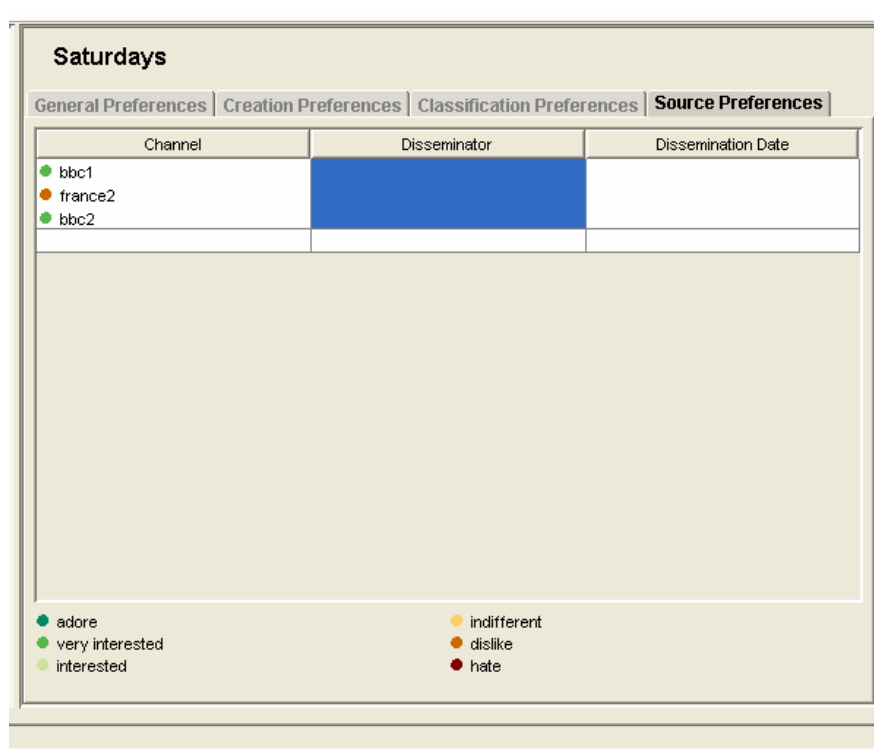 Saturdays
General Preferences Creation Preferences Classification Preferences Source Preferences
Channel Disseminator Dissemination Date
bbc1
france2
bbc2
adore indifferent
very interested dislike
interested hate